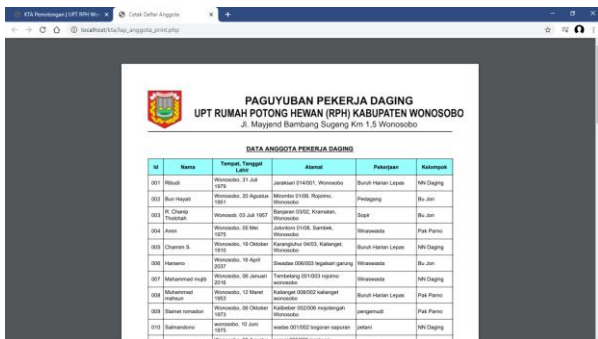 KTA Pemotongan | UPT RPH Wo
Cetak Daftar Anggota
localhost/kta/lap_anggota_print.php
PAGUYUBAN PEKERJA DAGING
UPT RUMAH POTONG HEWAN (RPH) KABUPATEN WONOSOBO
Jl. Mayjend Bambang Sugeng Km 1,5 Wonosobo
DATA ANGGOTA PEKERJA DAGING
Id Nama Tempat, Tanggal Lahir Alamat Pekerjaan Kelompok
001 Ribudi Wonosobo, 31 Juli 1979 Jaraksari 014/001, Wonosobo Buruh Harian Lepas NN Daging
002 Bun Hayati Wonosobo, 20 Agustus 1951 Mirombo 01/06, Rojoimo, Wonosobo Pedagang Bu Jon
003 R. Chanip Wonosob, 03 Juli 1957 Banjaran 03/02, Kramatan, Wonosobo Sopir Bu Jon
004 Amin Wonosobo, 05 Mei 1975 Jolontoro 01/08, Sambek, Wonosobo Wiraswasta Pak Parno
005 Chamim S. Wonosobo, 19 Oktober 1910 Karangluhur 04/03, Kalianget, Wonosobo Buruh Harian Lepas NN Daging
006 Harseno Wonosobo, 16 April 2037 Siwadas 006/003 tegalsari garung Wiraswasta Bu Jon
007 Muhammad mujib Wonosobo, 06 Januari 2016 Tembelang 001/003 rojoimo wonosobo Wiraswasta NN Daging
008 Muhammad mahsun Wonosobo, 12 Maret 1953 Kalianget 008/002 kalianget wonosobo Buruh Harian Lepas Pak Parno
009 Slamet romadon Wonosobo, 06 Oktober 1973 Kalibeber 002/006 mojotengah Wonosobo pengemudi Pak Parno
010 Salimandono wonosobo, 10 Juni 1975 wadas 001/002 bogoran sapuran petani NN Daging